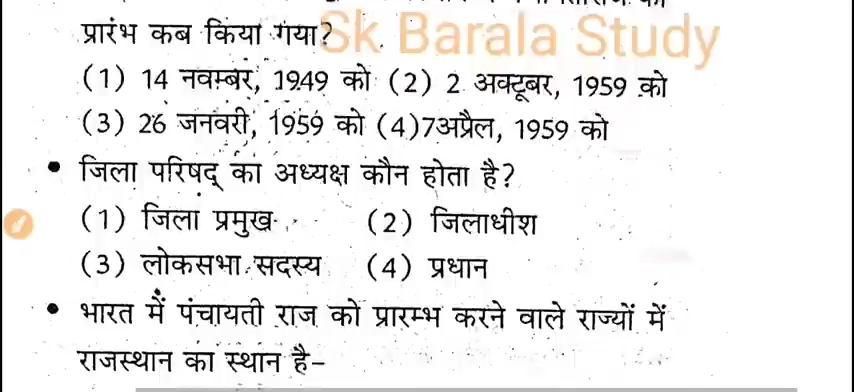 प्रारंभ कब किया गया?
Sk Barala Study
(1) 14 नवम्बर, 1949 को (2) 2 अक्टूबर, 1959 को
(3) 26 जनवरी, 1959 को (4)7अप्रैल, 1959 को
• जिला परिषद् का अध्यक्ष कौन होता है?
(1) जिला प्रमुख (2) जिलाधीश
(3) लोकसभा सदस्य (4) प्रधान
• भारत में पंचायती राज को प्रारम्भ करने वाले राज्यों में
राजस्थान का स्थान है-